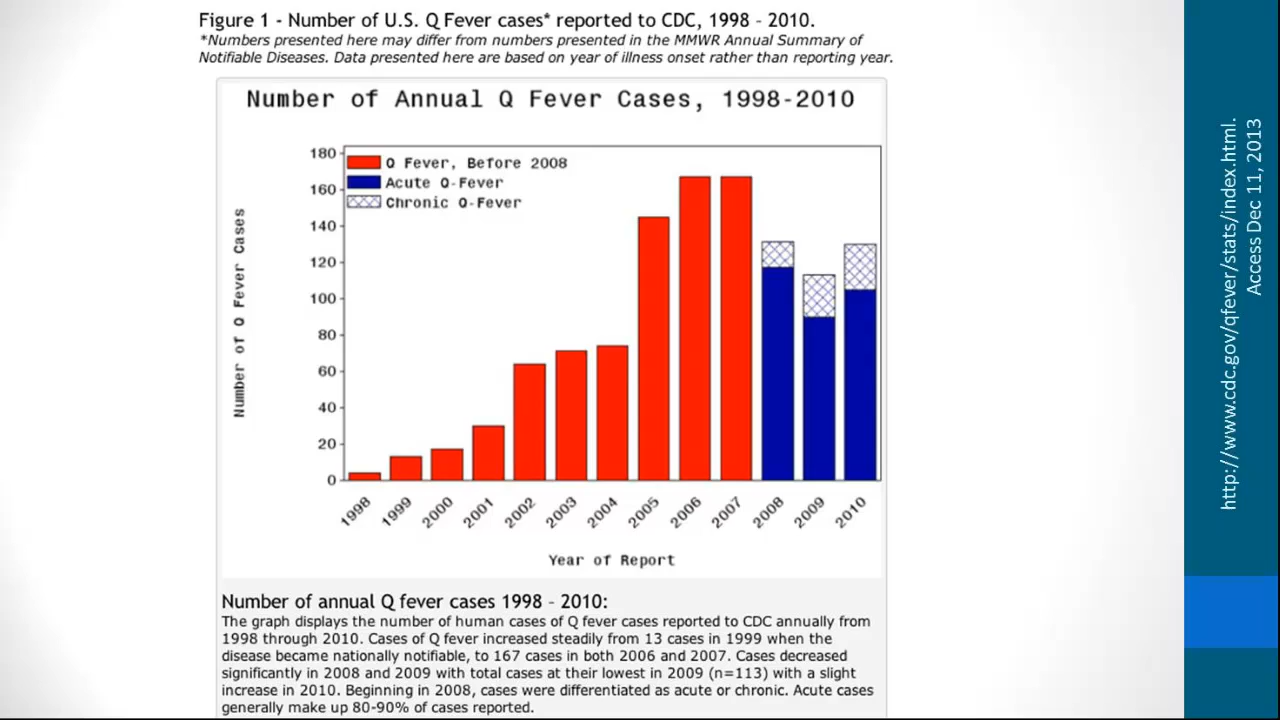 Figure 1 - Number of U.S. Q Fever cases* reported to CDC, 1998 – 2010.
*Numbers presented here may differ from numbers presented in the MMWR Annual Summary of
Notifiable Diseases. Data presented here are based on year of illness onset rather than reporting year.
Number of Annual Q Fever Cases, 1998-2010
Q Fever, Before 2008
Acute Q-Fever
Chronic Q-Fever
Number of Q Fever Cases
180
160
140
120
100
80
60
40
20
0
1998
1999
2000
2001
2002
2003
2004
2005
2006
2007
2008
2009
2010
Year of Report
Number of annual Q fever cases 1998 – 2010:
The graph displays the number of human cases of Q fever cases reported to CDC annually from
1998 through 2010. Cases of Q fever increased steadily from 13 cases in 1999 when the
disease became nationally notifiable, to 167 cases in both 2006 and 2007. Cases decreased
significantly in 2008 and 2009 with total cases at their lowest in 2009 (n=113) with a slight
increase in 2010. Beginning in 2008, cases were differentiated as acute or chronic. Acute cases
generally make up 80-90% of cases reported.
http://www.cdc.gov/qfever/stats/index.html.
Access Dec 11, 2013